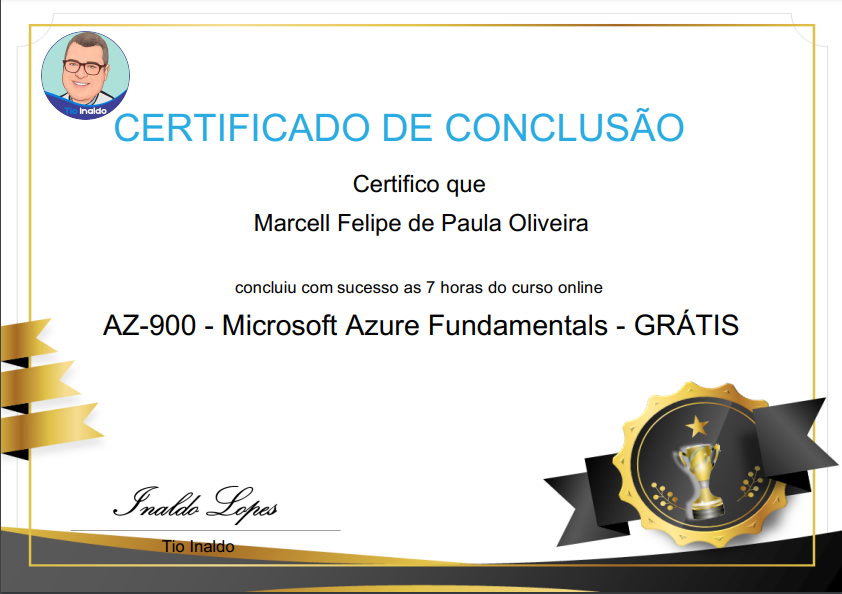 Tio Inaldo
CERTIFICADO DE CONCLUSÃO
Certifico que
Marcell Felipe de Paula Oliveira
concluiu com sucesso as 7 horas do curso online
AZ-900 - Microsoft Azure Fundamentals - GRÁTIS
Inaldo Lopes
Tio Inaldo